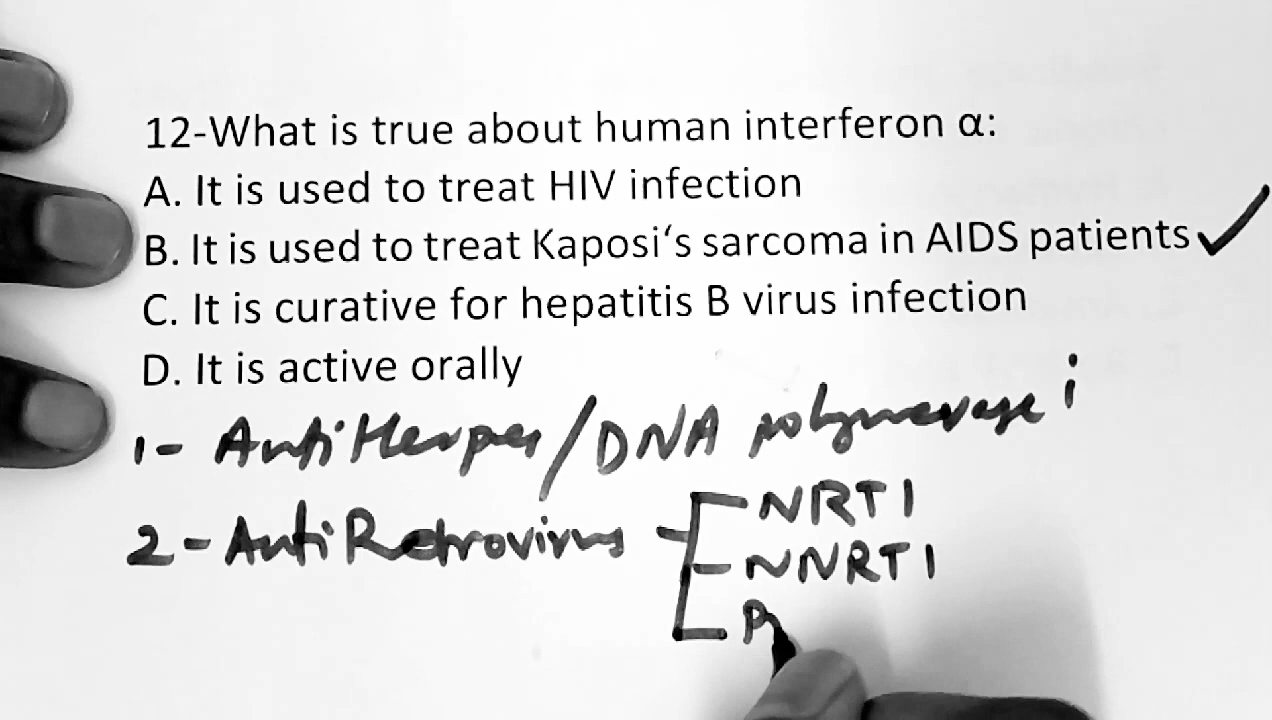 12-What is true about human interferon α:
A. It is used to treat HIV infection
B. It is used to treat Kaposi‘s sarcoma in AIDS patients ✓
C. It is curative for hepatitis B virus infection
D. It is active orally
1- Anti Herpes/DNA polymerase i
2- Anti Retrovirus
NRTI
NNRTI
P